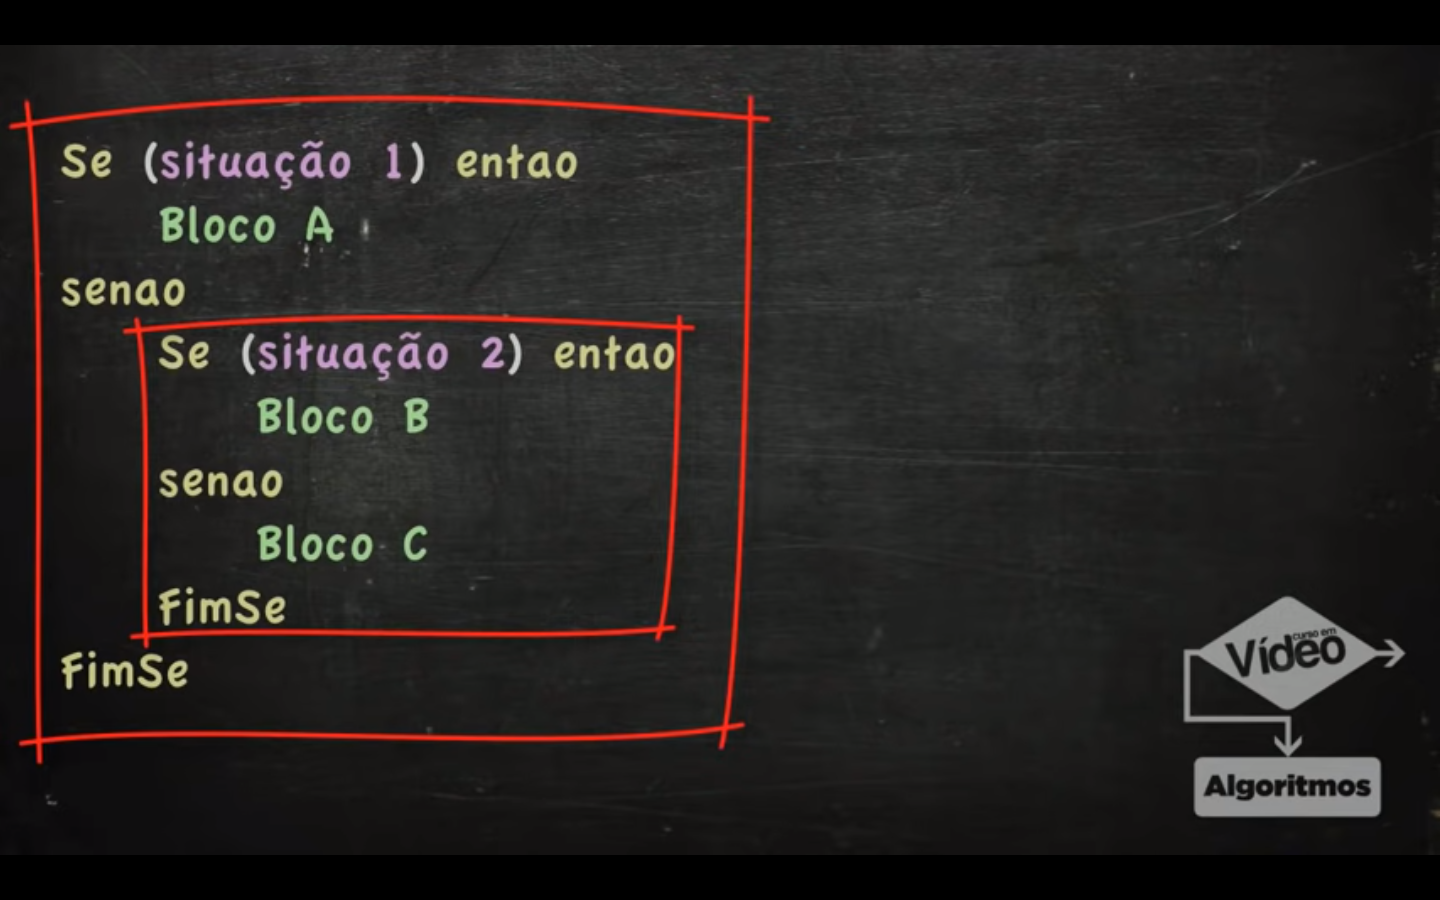 Se (situação 1) entao
Bloco A
senao
Se (situação 2) entao
Bloco B
senao
Bloco C
FimSe
FimSe
curso em
Vídeo
Algoritmos